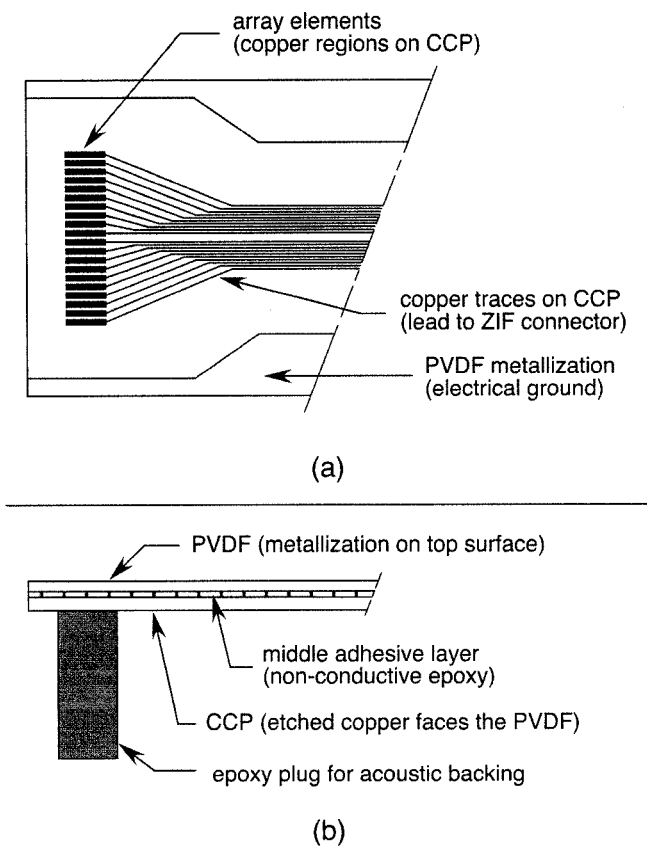 array elements
(copper regions on CCP)
copper traces on CCP
(lead to ZIF connector)
PVDF metallization
(electrical ground)
(a)
PVDF (metallization on top surface)
middle adhesive layer
(non-conductive epoxy)
CCP (etched copper faces the PVDF)
epoxy plug for acoustic backing
(b)